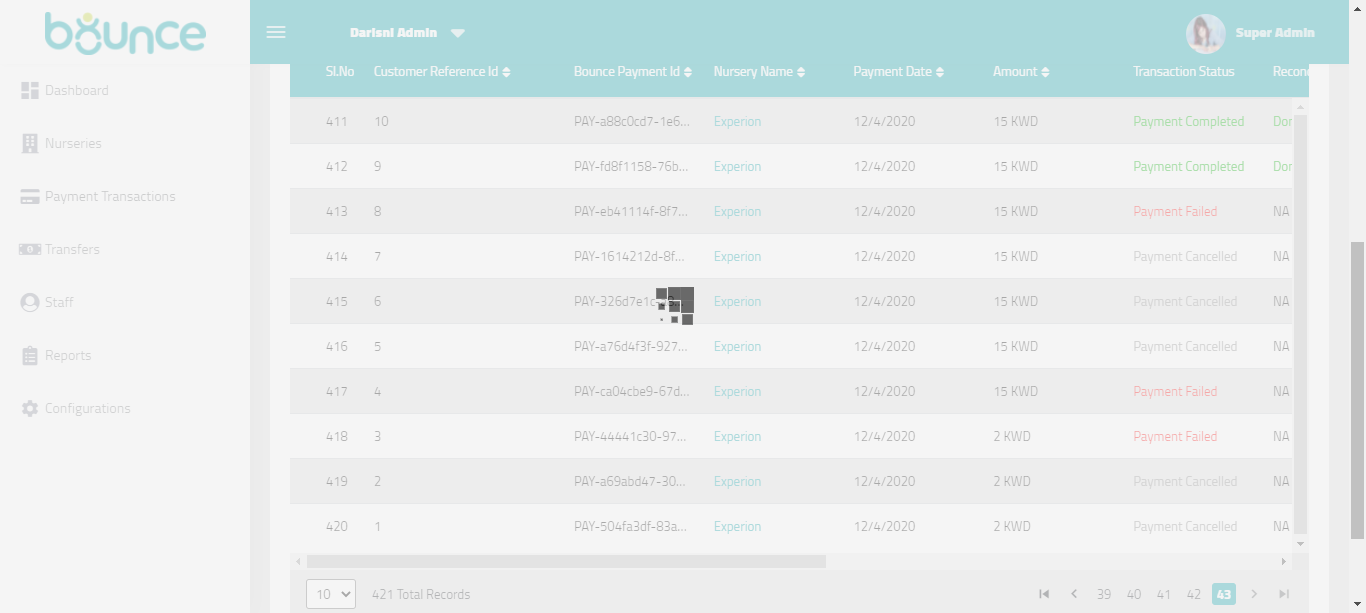 bounce
Darisni Admin
Super Admin
Dashboard
Nurseries
Payment Transactions
Transfers
Staff
Reports
Configurations
Sl.No Customer Reference Id Bounce Payment Id Nursery Name Payment Date Amount Transaction Status Recon
411 10 PAY-a88c0cd7-1e6... Experion 12/4/2020 15 KWD Payment Completed Don
412 9 PAY-fd8f1158-76b... Experion 12/4/2020 15 KWD Payment Completed Don
413 8 PAY-eb41114f-8f7... Experion 12/4/2020 15 KWD Payment Failed NA
414 7 PAY-1614212d-8f... Experion 12/4/2020 15 KWD Payment Cancelled NA
415 6 PAY-326d7e1c- Experion 12/4/2020 15 KWD Payment Cancelled NA
416 5 PAY-a76d4f3f-927... Experion 12/4/2020 15 KWD Payment Cancelled NA
417 4 PAY-ca04cbe9-67d... Experion 12/4/2020 15 KWD Payment Failed NA
418 3 PAY-44441c30-97... Experion 12/4/2020 2 KWD Payment Failed NA
419 2 PAY-a69abd47-30... Experion 12/4/2020 2 KWD Payment Cancelled NA
420 1 PAY-504fa3df-83a... Experion 12/4/2020 2 KWD Payment Cancelled NA
10 421 Total Records 39 40 41 42 43